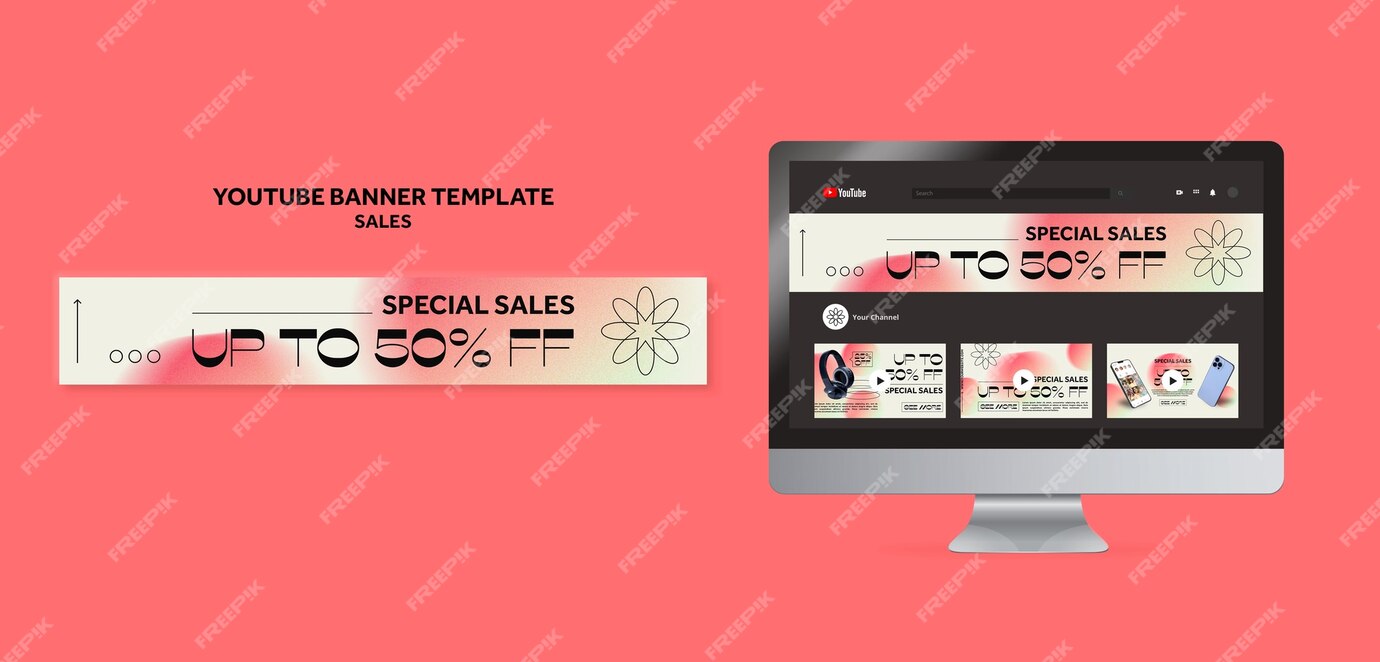 YOUTUBE BANNER TEMPLATE
SALES
SPECIAL SALES
UP TO 50% FF
YouTube
Search
SPECIAL SALES
UP TO 50% FF
Your Channel
UP TO
50% FF
SPECIAL SALES
SEE MORE
SPECIAL SALES
UP TO 50% FF
SEE MORE
SPECIAL SALES
SEE MORE
FREEPIK